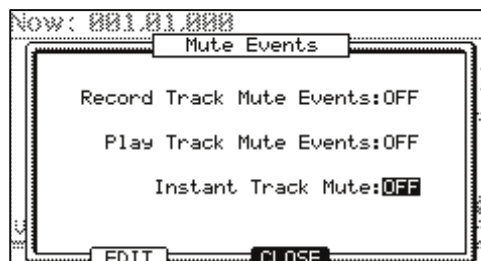 Now: 001.01.000
Mute Events
Record Track Mute Events:OFF
Play Track Mute Events:OFF
Instant Track Mute:OFF
EDIT CLOSE